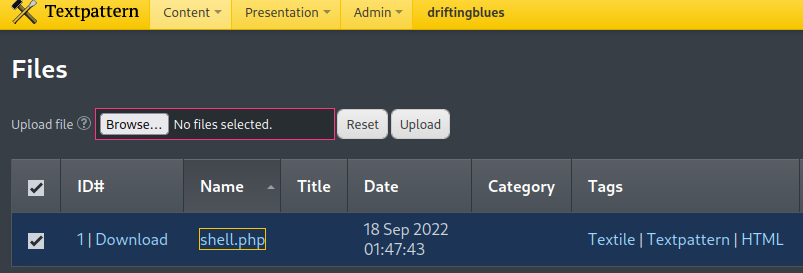 Textpattern Content Presentation Admin driftingblues
Files
Upload file ? Browse... No files selected. Reset Upload
ID# Name Title Date Category Tags
1 | Download shell.php 18 Sep 2022 Textile | Textpattern | HTML
01:47:43